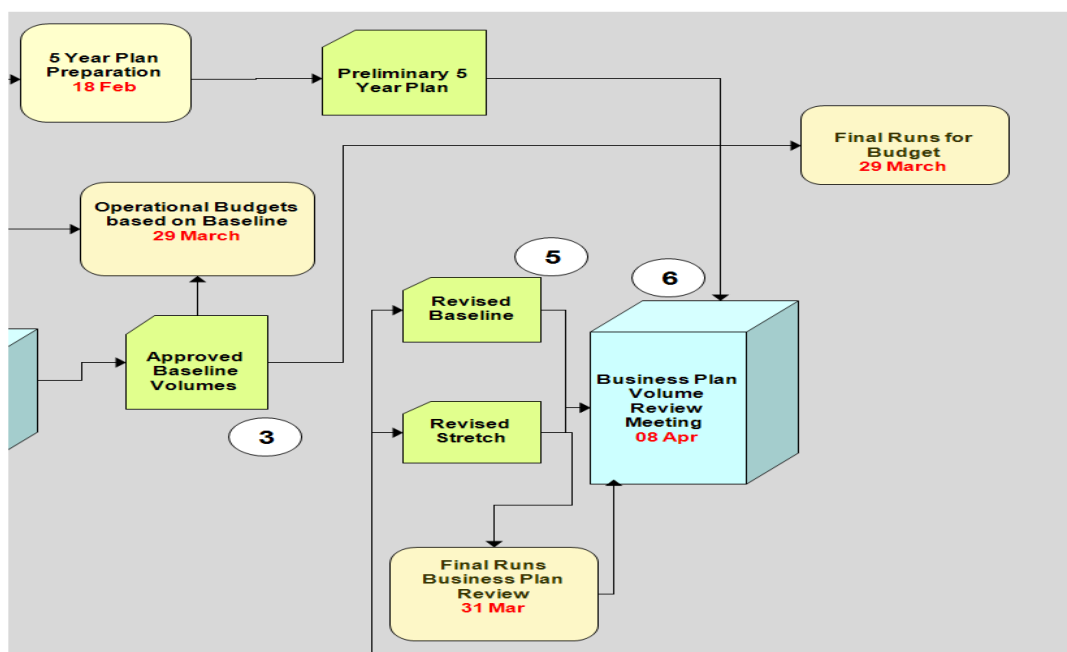 5 Year Plan
Preparation
18 Feb
Preliminary 5
Year Plan
Final Runs for
Budget
29 March
Operational Budgets
based on Baseline
29 March
5
6
Revised
Baseline
Approved
Baseline
Volumes
3
Revised
Stretch
Business Plan
Volume
Review
Meeting
08 Apr
Final Runs
Business Plan
Review
31 Mar